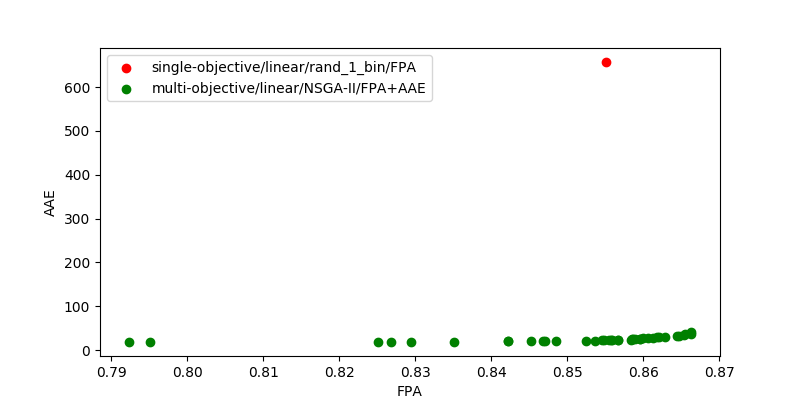 single-objective/linear/rand_1_bin/FPA
multi-objective/linear/NSGA-II/FPA+AAE
600
500
400
300
200
100
0
AAE
0.79 0.80 0.81 0.82 0.83 0.84 0.85 0.86 0.87
FPA